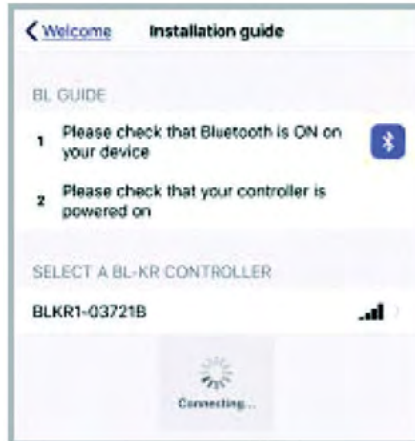 Welcome
Installation guide
BL GUIDE
1 Please check that Bluetooth is ON on
your device
2 Please check that your controller is
powered on
SELECT A BL-KR CONTROLLER
BLKR1-03721B
Connecting...